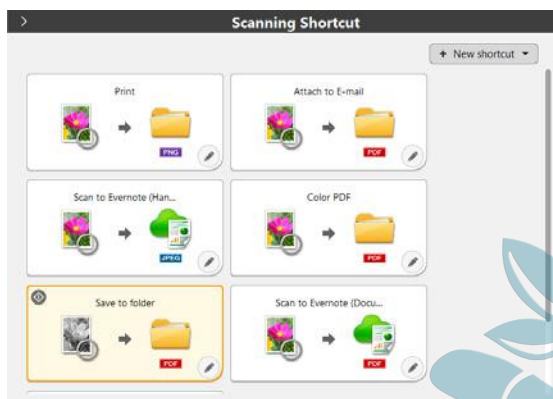 Scanning Shortcut
+ New shortcut
Print
PNG
Attach to E-mail
PDF
Scan to Evernote (Han...
JPEG
Color PDF
PDF
Save to folder
PDF
Scan to Evernote (Docu...
PDF